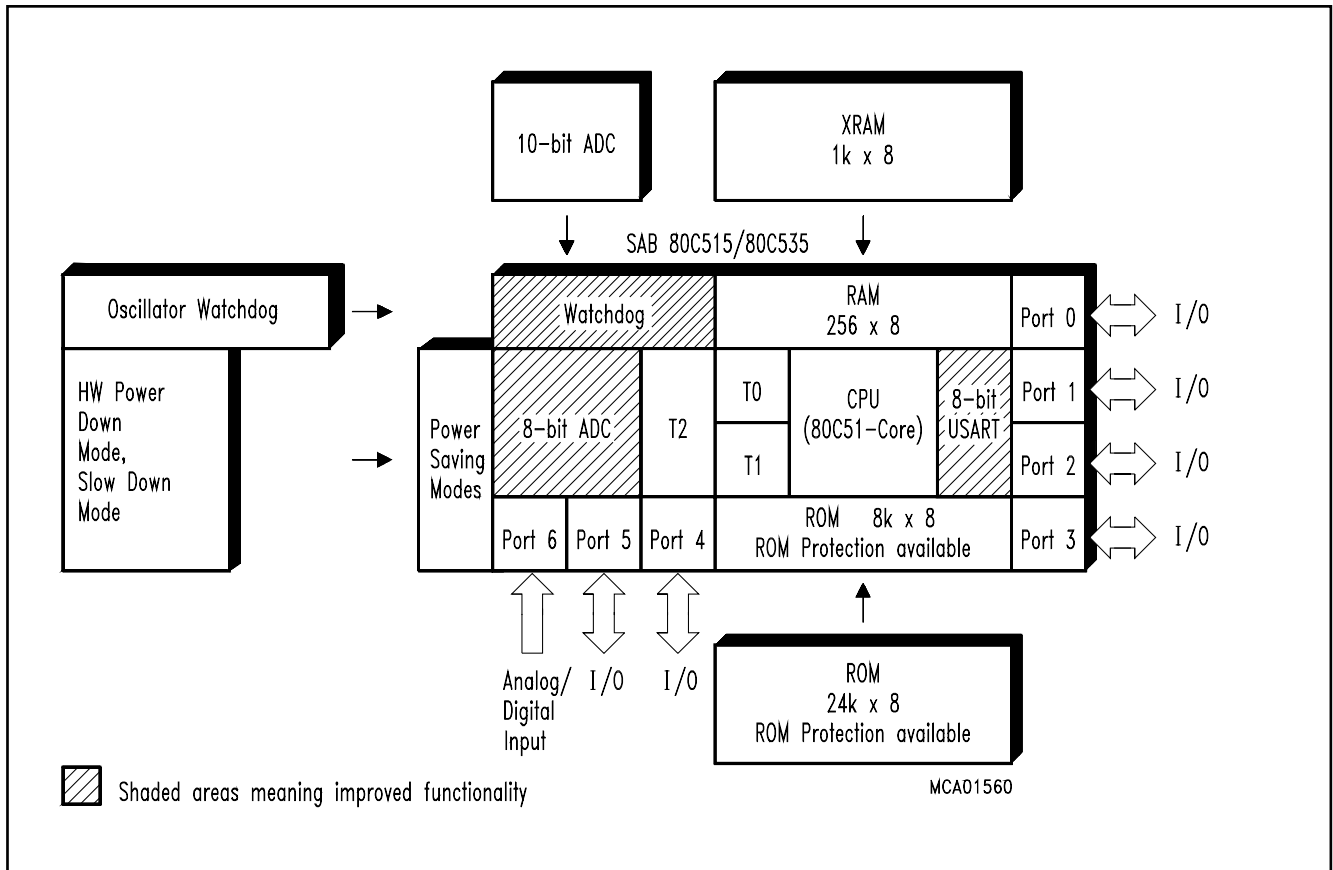 10-bit ADC
XRAM
1k x 8
SAB 80C515/80C535
Oscillator Watchdog
Watchdog
RAM
256 x 8
Port 0
I/O
HW Power
Down
Mode,
Slow Down
Mode
Power
Saving
Modes
8-bit ADC
T2
T0
T1
CPU
(80C51-Core)
8-bit
USART
Port 1
I/O
Port 2
I/O
Port 6
Port 5
Port 4
ROM 8k x 8
ROM Protection available
Port 3
I/O
Analog/
Digital
Input
I/O
I/O
ROM
24k x 8
ROM Protection available
MCA01560
Shaded areas meaning improved functionality